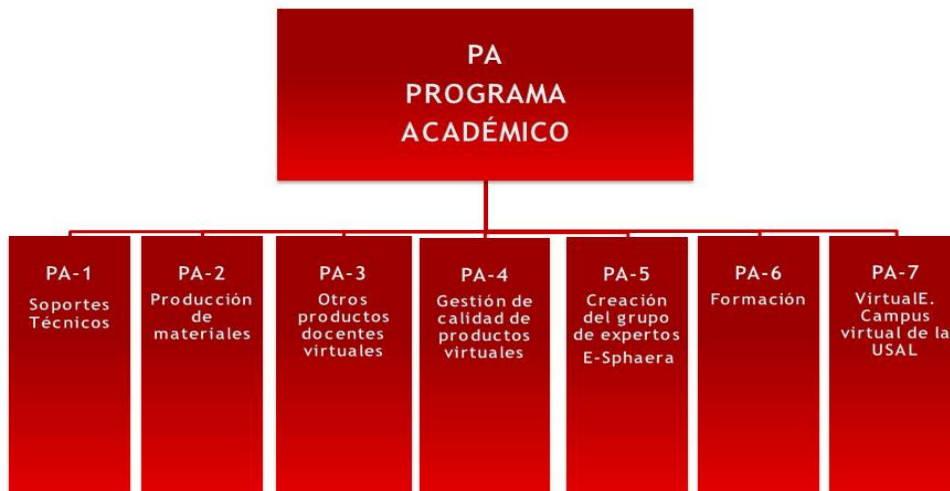 PA
PROGRAMA
ACADÉMICO
PA-1
Soportes
Técnicos
PA-2
Producción
de
materiales
PA-3
Otros
productos
docentes
virtuales
PA-4
Gestión de
calidad de
productos
virtuales
PA-5
Creación
del grupo
de expertos
E-Sphaera
PA-6
Formación
PA-7
VirtualE.
Campus
virtual de la
USAL